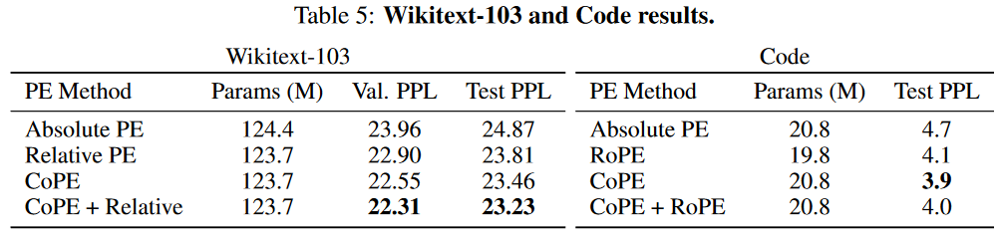 Table 5: Wikitext-103 and Code results.
Wikitext-103 Code
PE Method Params (M) Val. PPL Test PPL PE Method Params (M) Test PPL
Absolute PE 124.4 23.96 24.87 Absolute PE 20.8 4.7
Relative PE 123.7 22.90 23.81 RoPE 19.8 4.1
CoPE 123.7 22.55 23.46 CoPE 20.8 3.9
CoPE + Relative 123.7 22.31 23.23 CoPE + RoPE 20.8 4.0